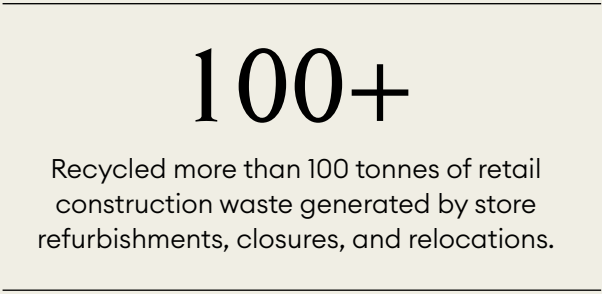 100+
Recycled more than 100 tonnes of retail
construction waste generated by store
refurbishments, closures, and relocations.